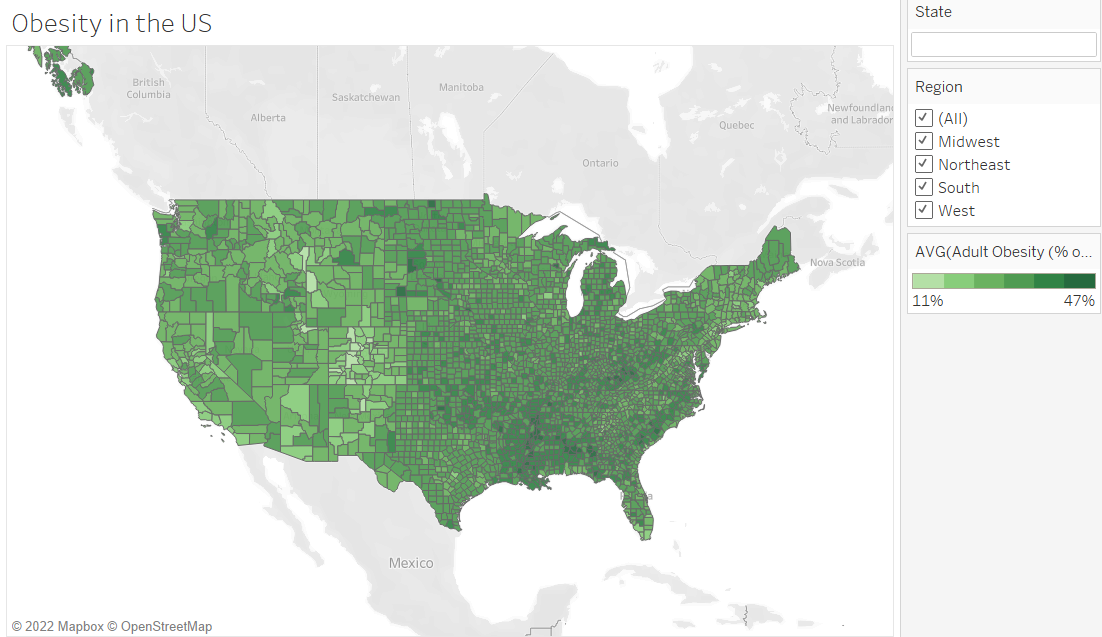 Obesity in the US
British
Columbia
Alberta
Saskatchewan
Manitoba
Ontario
Quebec
Newfoundland
and Labrador
Nova Scotia
Mexico
© 2022 Mapbox © OpenStreetMap
State
Region
(All)
Midwest
Northeast
South
West
AVG(Adult Obesity (% o...
11% 47%